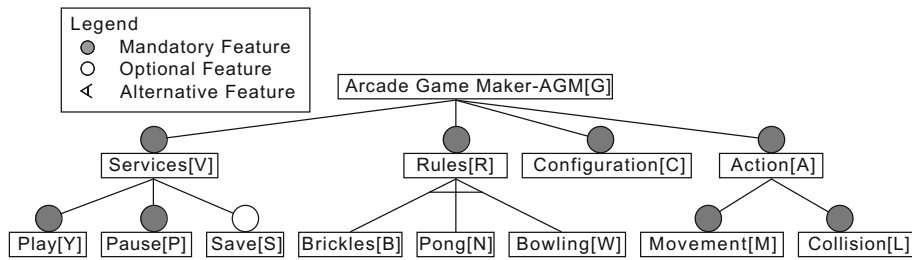 Legend
Mandatory Feature
Optional Feature
Alternative Feature
Arcade Game Maker-AGM[G]
Services[V]
Rules[R]
Configuration[C]
Action[A]
Play[Y]
Pause[P]
Save[S]
Brickles[B]
Pong[N]
Bowling[W]
Movement[M]
Collision[L]